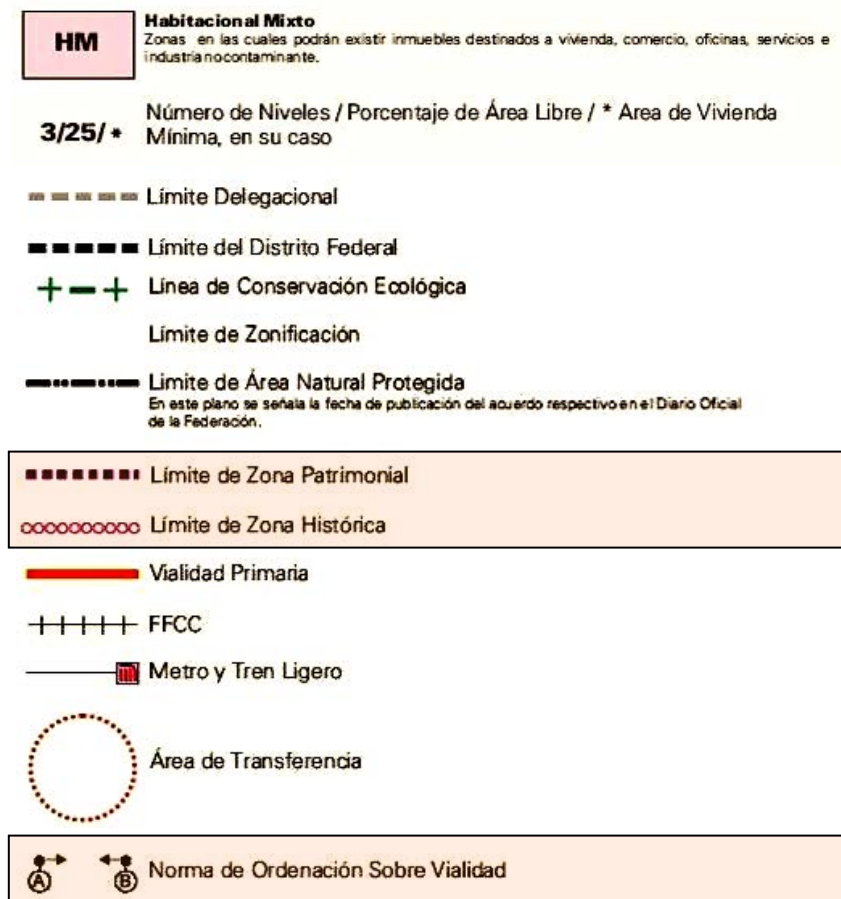 HM
Habitacional Mixto
Zonas en las cuales podrán existir inmuebles destinados a vivienda, comercio, oficinas, servicios e
industria no contaminante.
3/25/*
Número de Niveles / Porcentaje de Área Libre / * Area de Vivienda
Mínima, en su caso
Límite Delegacional
Límite del Distrito Federal
Línea de Conservación Ecológica
Límite de Zonificación
Limite de Área Natural Protegida
En este plano se señala la fecha de publicación del acuerdo respectivo en el Diario Oficial
de la Federación.
Límite de Zona Patrimonial
Límite de Zona Histórica
Vialidad Primaria
FFCC
Metro y Tren Ligero
Área de Transferencia
A B Norma de Ordenación Sobre Vialidad